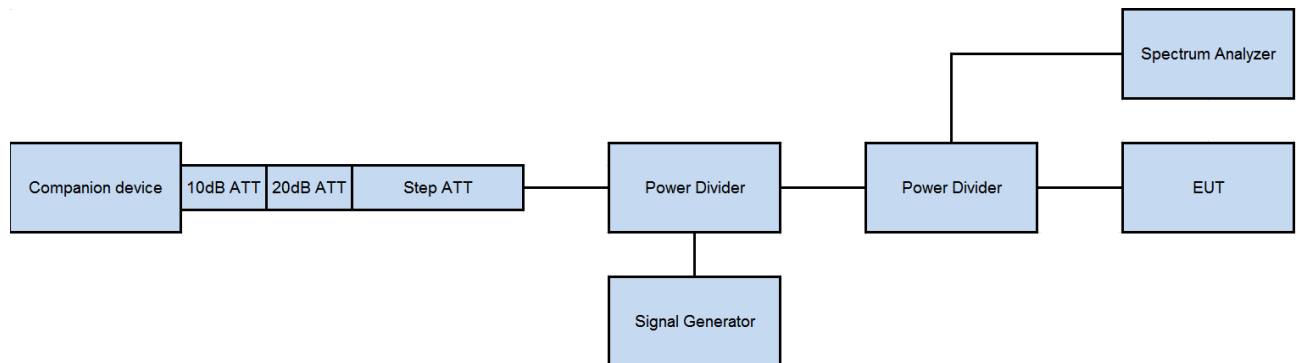 Spectrum Analyzer
Companion device
10dB ATT
20dB ATT
Step ATT
Power Divider
Power Divider
EUT
Signal Generator